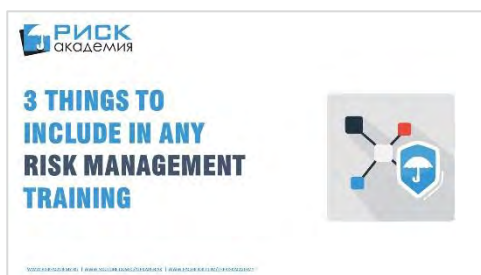 РИСК
академия
3 THINGS TO
INCLUDE IN ANY
RISK MANAGEMENT
TRAINING